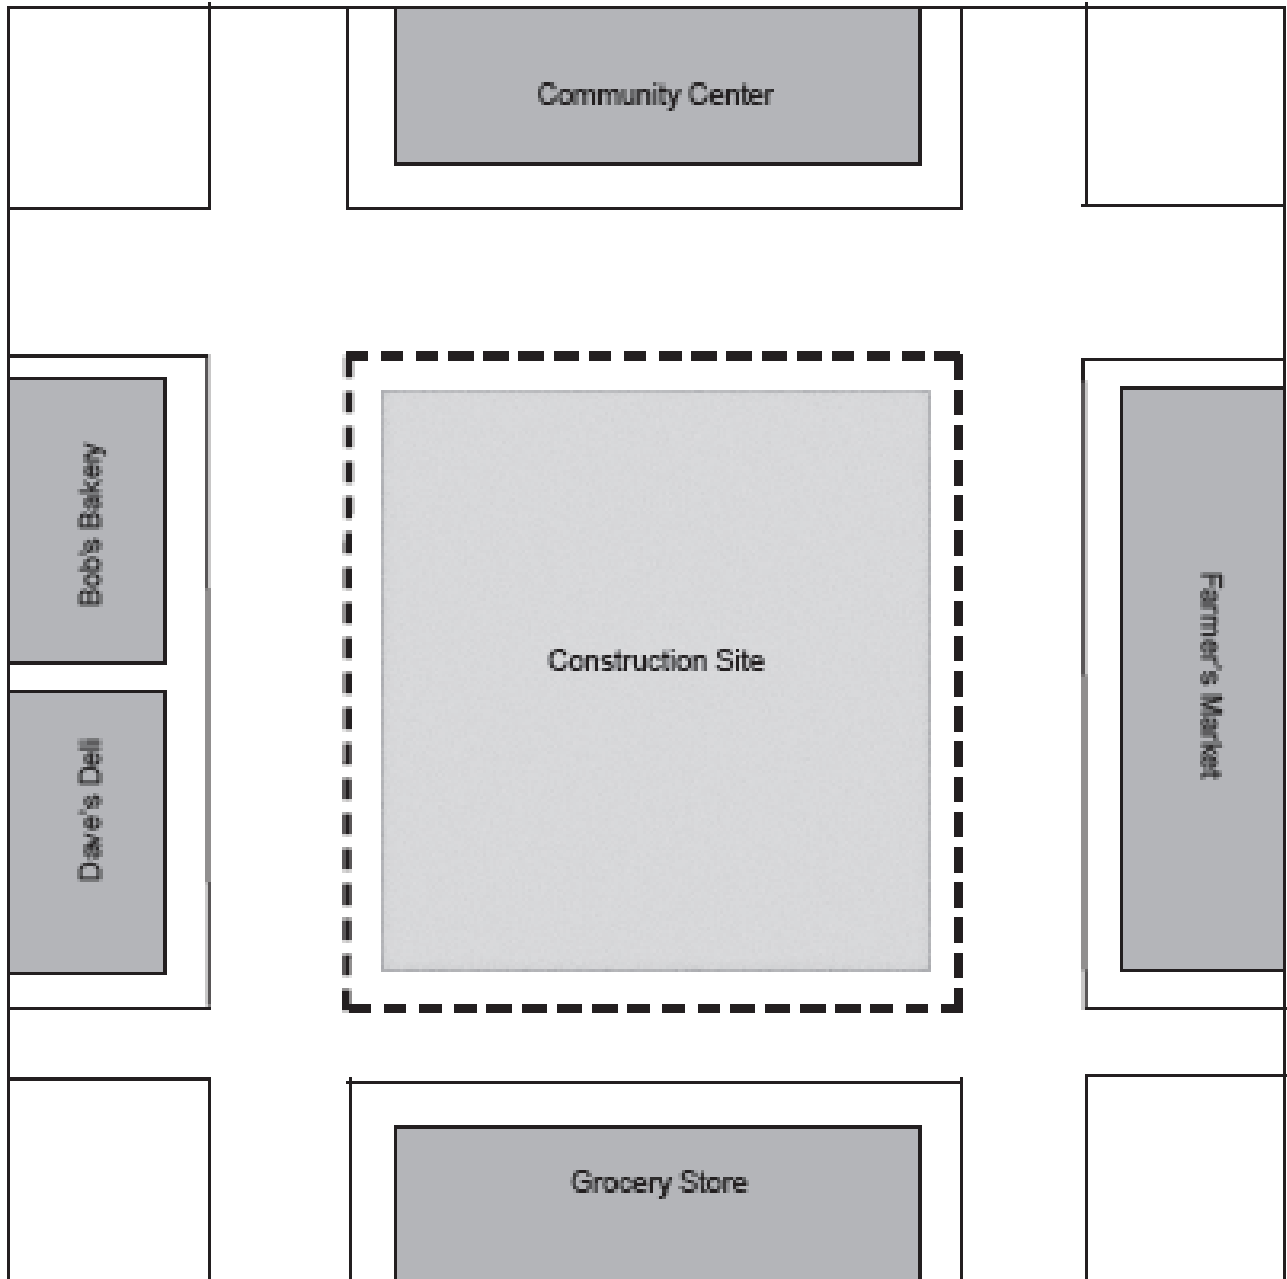 Community Center
Bob's Bakery
Construction Site
Farmer's Market
Dave's Deli
Grocery Store